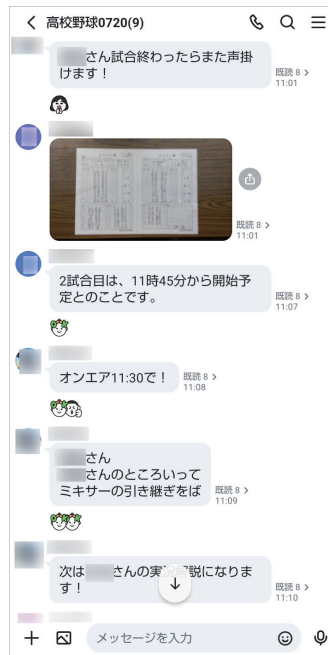 高校野球0720(9)
さん試合終わったらまた声掛
けます！
既読 8
11:01
既読 8
11:01
2試合目は、11時45分から開始予
定とのことです。
既読 8
11:07
オンエア11:30で！
既読 8
11:08
さん
さんのところいって
ミキサーの引き継ぎをば
既読 8
11:09
次は さんの実況解説になりま
す！
既読 8
11:10
メッセージを入力